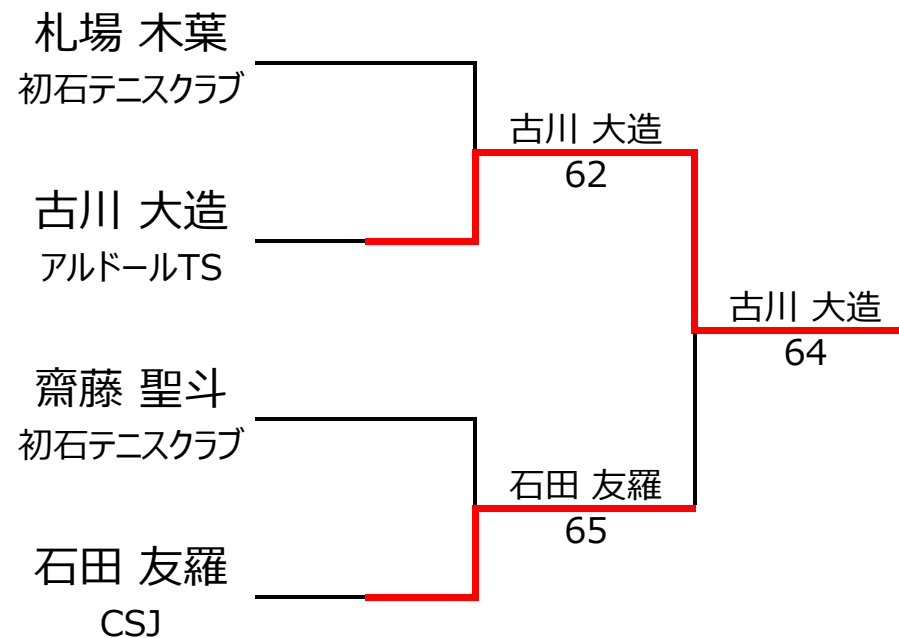 札場 木葉
初石テニスクラブ
古川 大造
62
古川 大造
アルドールTS
古川 大造
64
齋藤 聖斗
初石テニスクラブ
石田 友羅
65
石田 友羅
CSJ